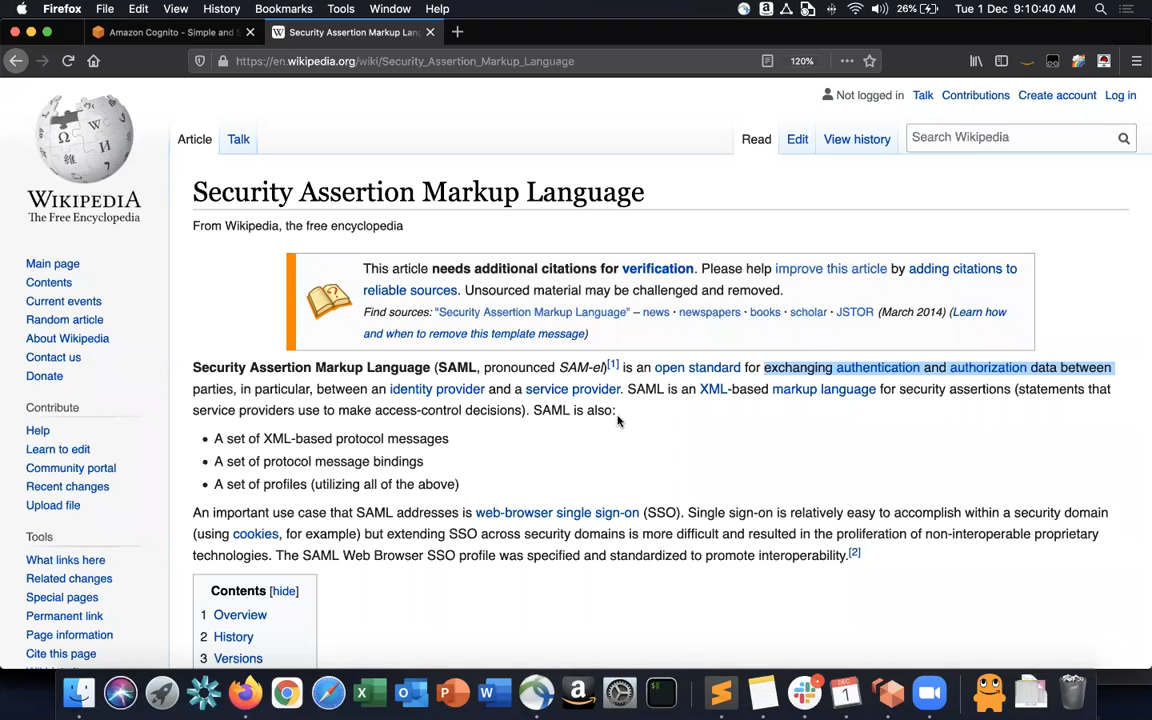 Firefox File Edit View History Bookmarks Tools Window Help 26% Tue 1 Dec 9:10:40 AM
Amazon Cognito - Simple and S
Security Assertion Markup Lan
https://en.wikipedia.org/wiki/Security_Assertion_Markup_Language 120%
Not logged in Talk Contributions Create account Log in
Article Talk Read Edit View history Search Wikipedia
WIKIPEDIA
The Free Encyclopedia
Main page
Contents
Current events
Random article
About Wikipedia
Contact us
Donate
Contribute
Help
Learn to edit
Community portal
Recent changes
Upload file
Tools
What links here
Related changes
Special pages
Permanent link
Page information
Cite this page
Security Assertion Markup Language
From Wikipedia, the free encyclopedia
This article needs additional citations for verification. Please help improve this article by adding citations to
reliable sources. Unsourced material may be challenged and removed.
Find sources: "Security Assertion Markup Language" – news · newspapers · books · scholar · JSTOR (March 2014) (Learn how
and when to remove this template message)
Security Assertion Markup Language (SAML, pronounced SAM-el)[1] is an open standard for exchanging authentication and authorization data between
parties, in particular, between an identity provider and a service provider. SAML is an XML-based markup language for security assertions (statements that
service providers use to make access-control decisions). SAML is also:
• A set of XML-based protocol messages
• A set of protocol message bindings
• A set of profiles (utilizing all of the above)
An important use case that SAML addresses is web-browser single sign-on (SSO). Single sign-on is relatively easy to accomplish within a security domain
(using cookies, for example) but extending SSO across security domains is more difficult and resulted in the proliferation of non-interoperable proprietary
technologies. The SAML Web Browser SSO profile was specified and standardized to promote interoperability.[2]
Contents [hide]
1 Overview
2 History
3 Versions